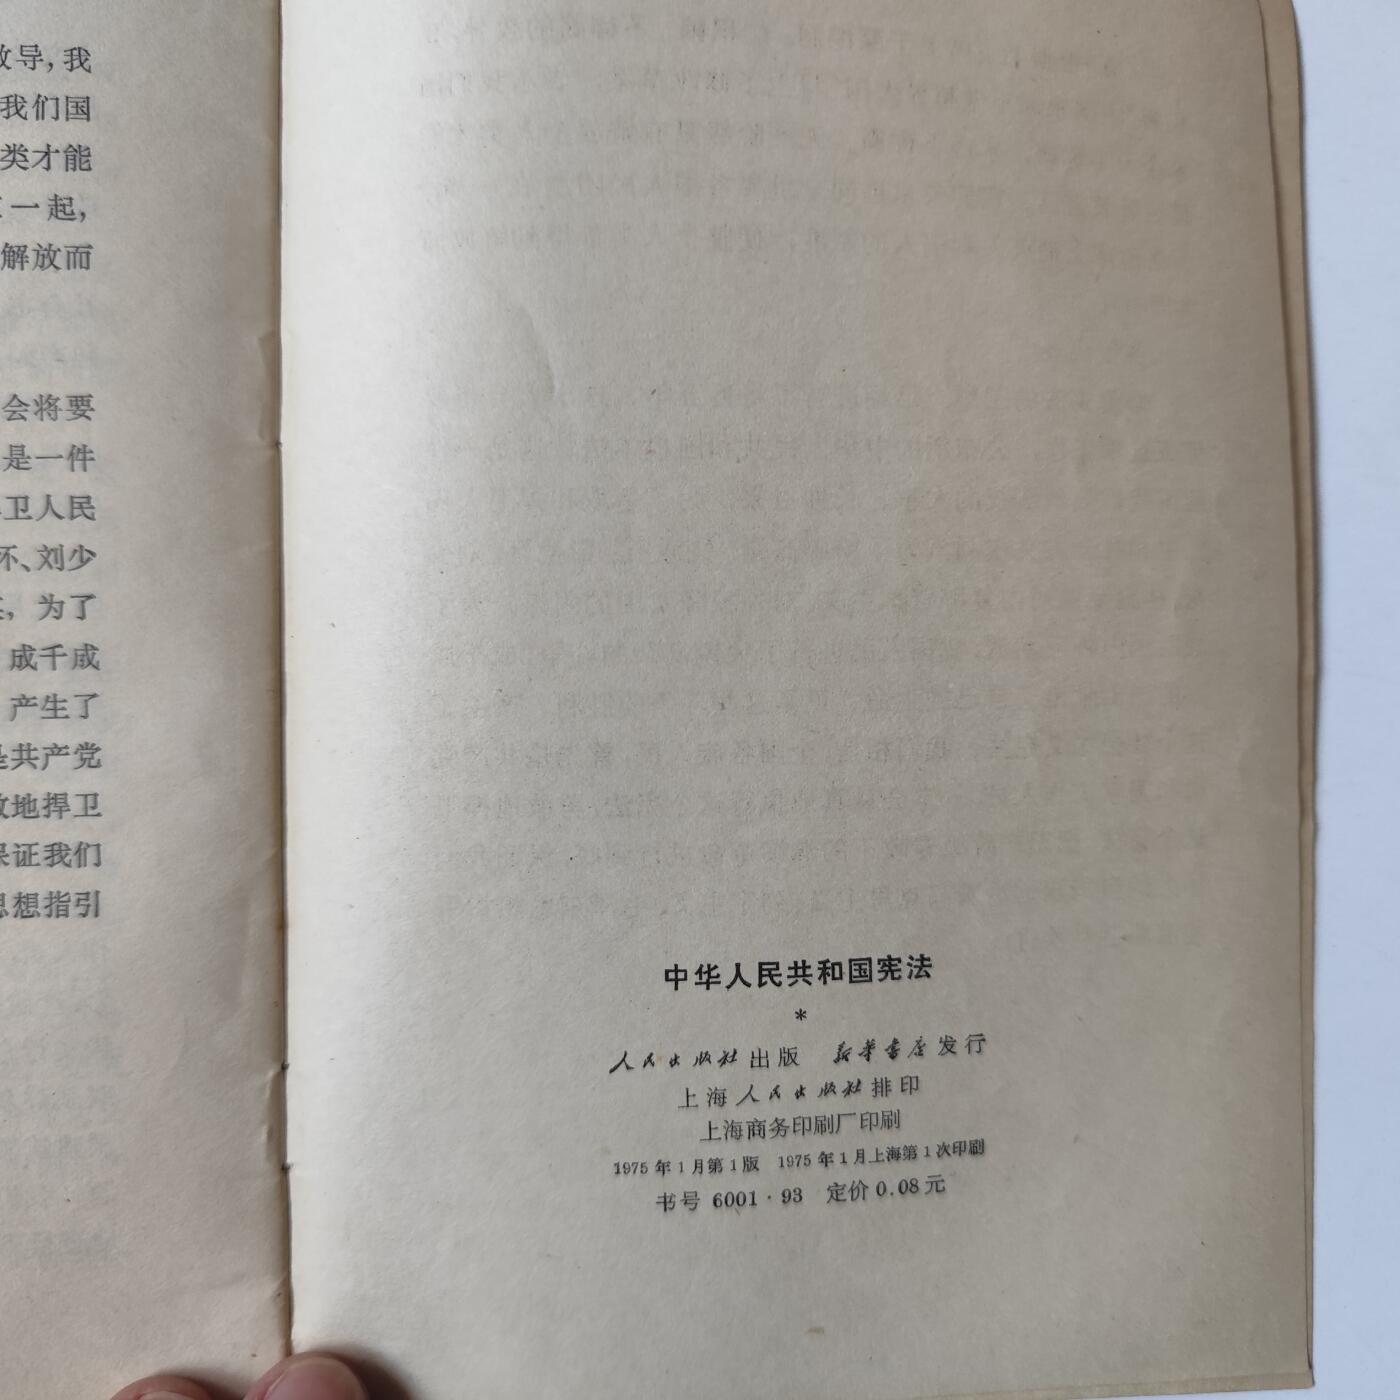 教导,我
我们国
类才能
一起,
解放而
会将要
是一件
卫人民
怀、刘少
为了
成千成
产生了
是共产党
地捍卫
保证我们
思想指引
中华人民共和国宪法
*
人民出版社出版 新华书店发行
上海人民出版社排印
上海商务印刷厂印刷
1975年1月第1版 1975年1月上海第1次印刷
书号 6001·93 定价 0.08元